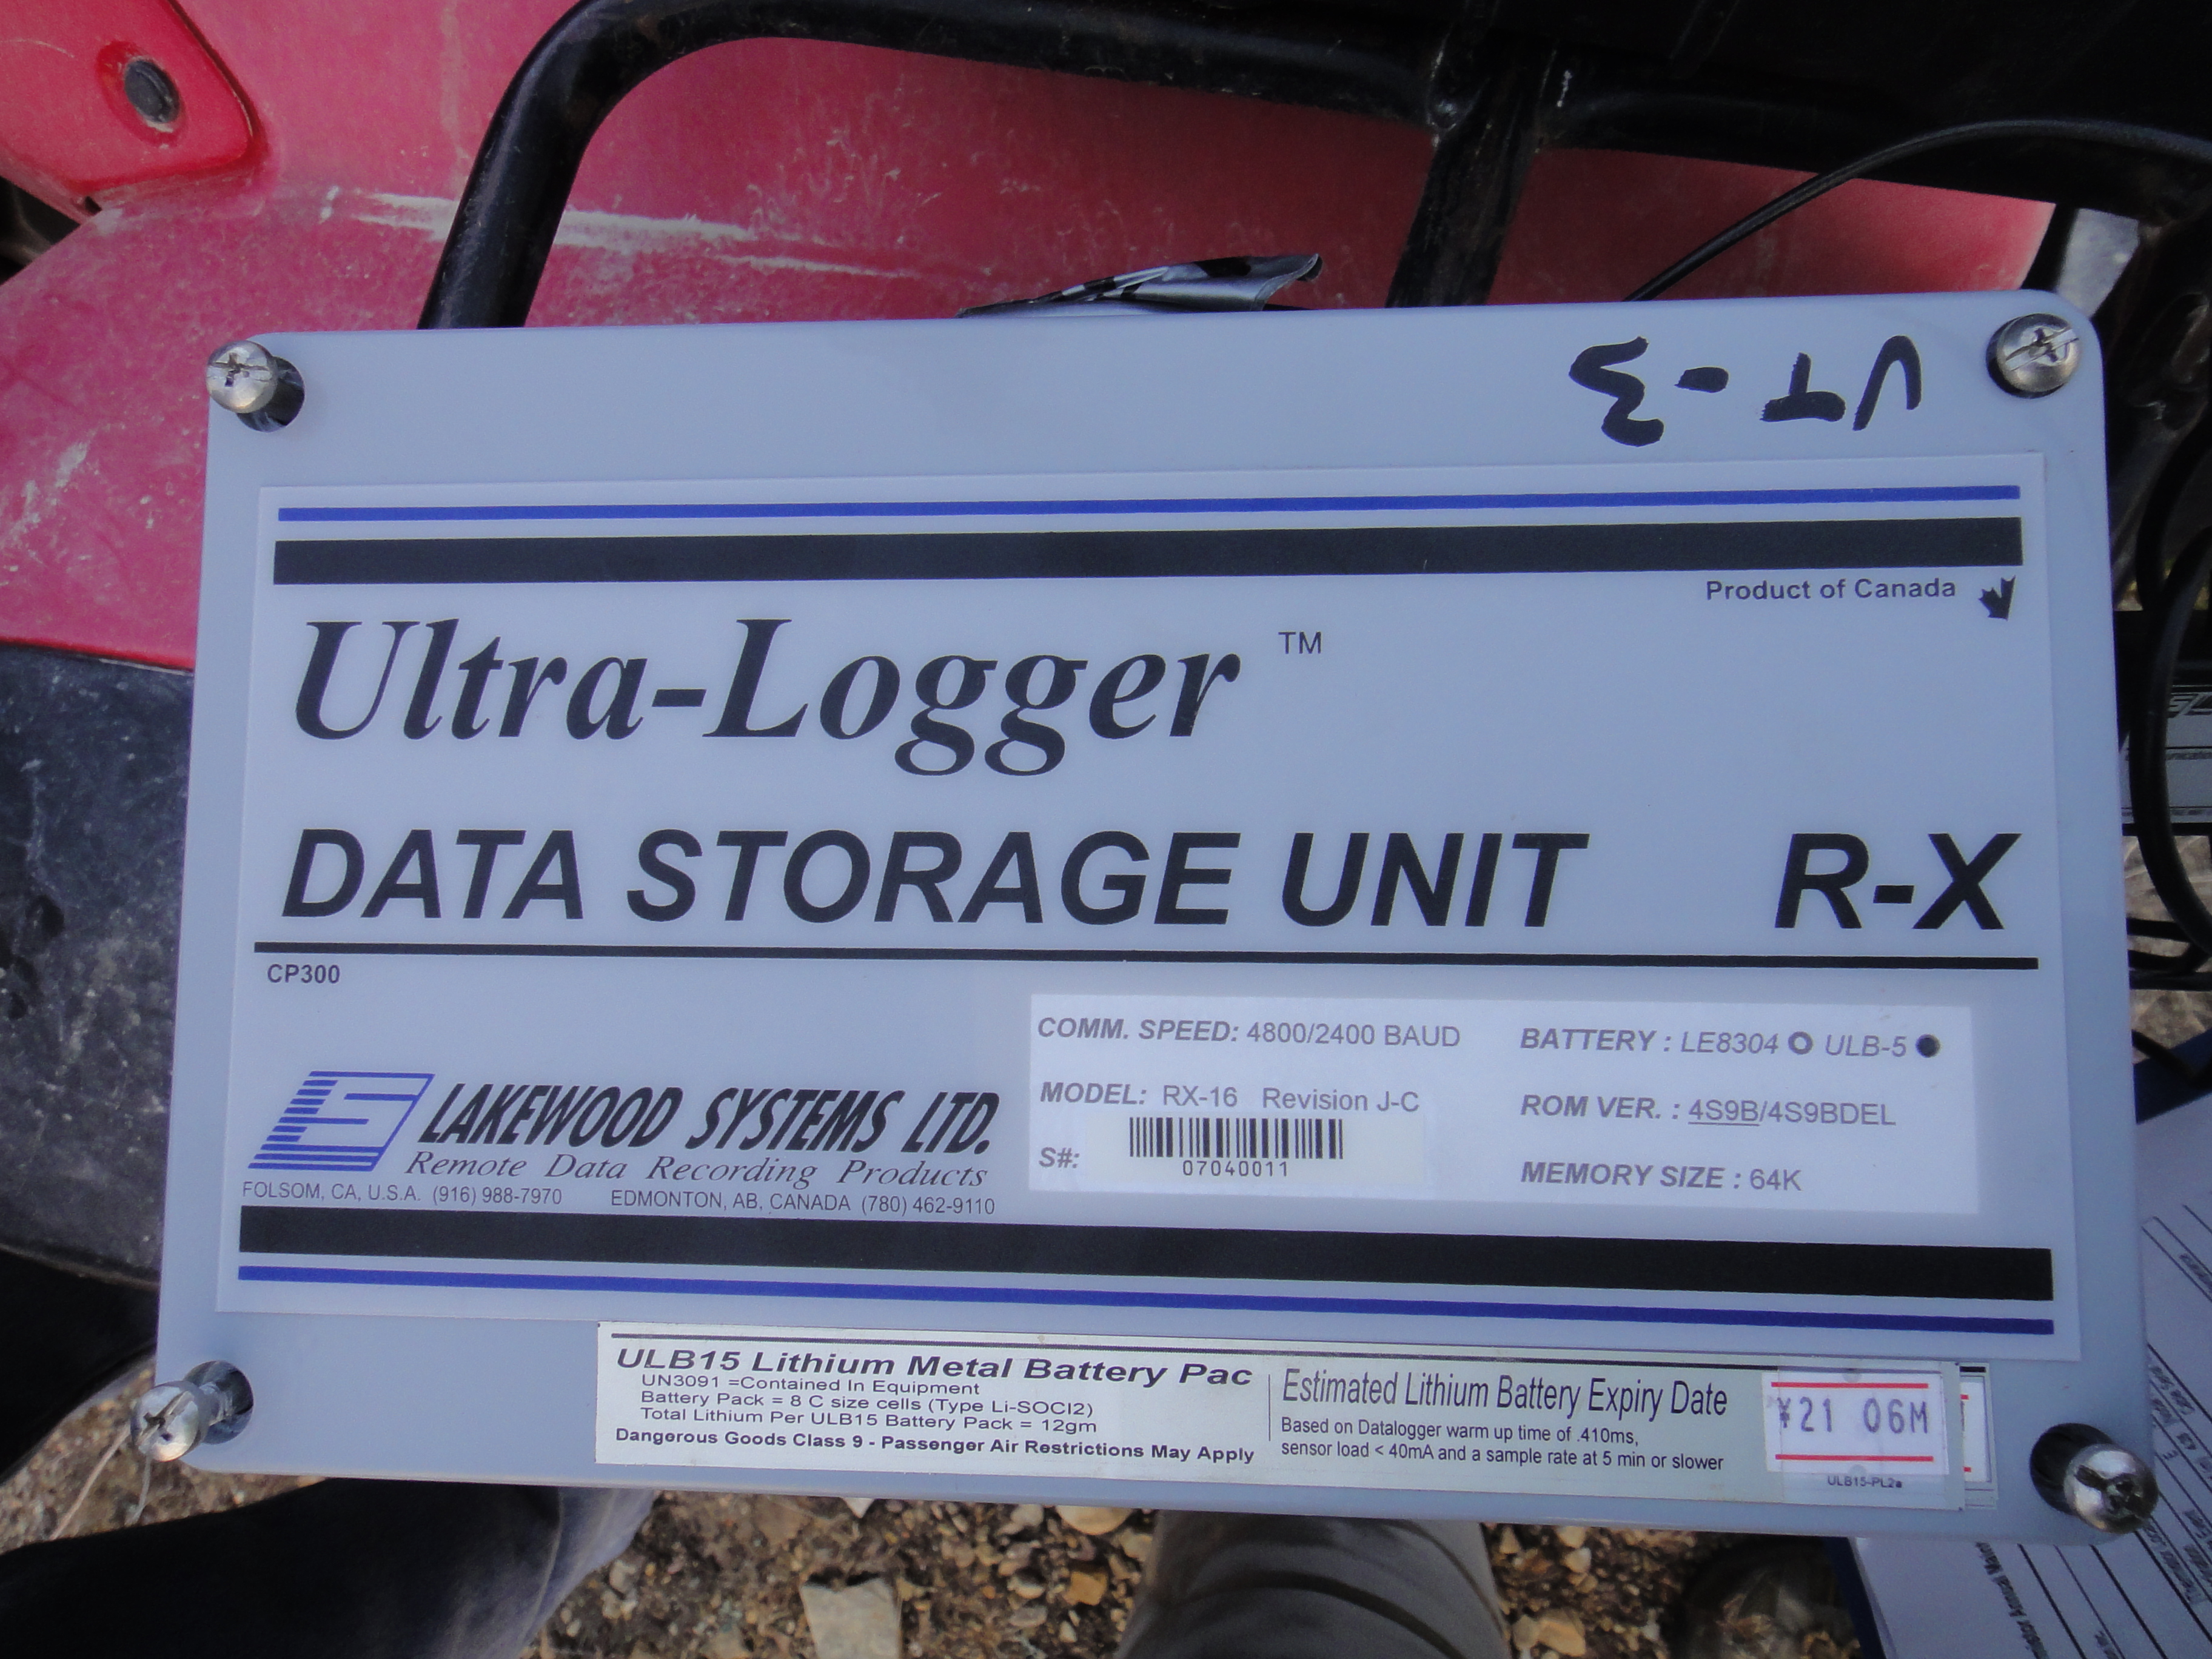 VT-3
Product of Canada
Ultra-Logger ™
DATA STORAGE UNIT R-X
CP300
COMM. SPEED: 4800/2400 BAUD
BATTERY : LE8304 ULB-5
MODEL: RX-16 Revision J-C
ROM VER. : 4S9B/4S9BDEL
S#:
07040011
MEMORY SIZE : 64K
LAKEWOOD SYSTEMS LTD.
Remote Data Recording Products
FOLSOM, CA, U.S.A. (916) 988-7970 EDMONTON, AB, CANADA (780) 462-9110
ULB15 Lithium Metal Battery Pac
UN3091 =Contained In Equipment
Battery Pack = 8 C size cells (Type Li-SOCl2)
Total Lithium Per ULB15 Battery Pack = 12gm
Dangerous Goods Class 9 - Passenger Air Restrictions May Apply
Estimated Lithium Battery Expiry Date
Based on Datalogger warm up time of .410ms,
sensor load < 40mA and a sample rate at 5 min or slower
¥21 06M
ULB15-PL2a